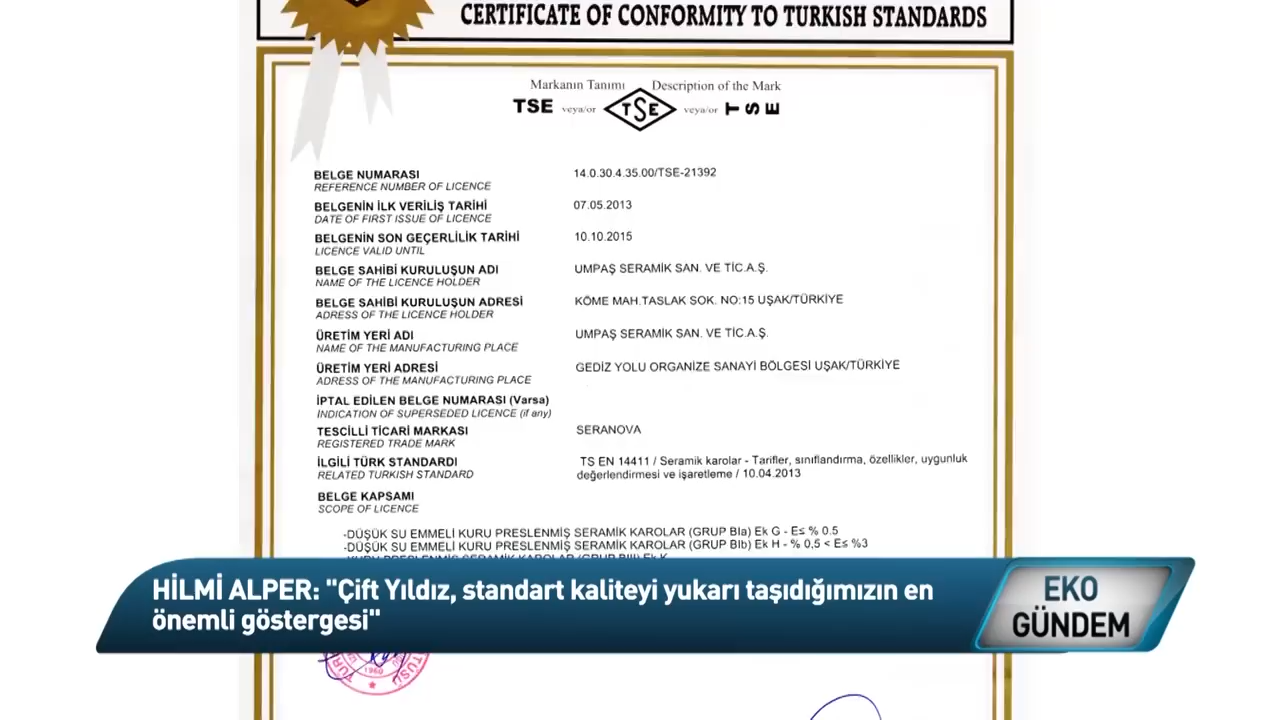 CERTIFICATE OF CONFORMITY TO TURKISH STANDARDS
Markanın Tanımı Description of the Mark
TSE veya/or TSE veya/or TSE
BELGE NUMARASI 14.0.30.4.35.00/TSE-21392
REFERENCE NUMBER OF LICENCE
BELGENİN İLK VERİLİŞ TARİHİ 07.05.2013
DATE OF FIRST ISSUE OF LICENCE
BELGENİN SON GEÇERLİLİK TARİHİ 10.10.2015
LICENCE VALID UNTIL
BELGE SAHİBİ KURULUŞUN ADI UMPAŞ SERAMİK SAN. VE TİC.A.Ş.
NAME OF THE LICENCE HOLDER
BELGE SAHİBİ KURULUŞUN ADRESİ KÖME MAH.TASLAK SOK. NO:15 UŞAK/TÜRKİYE
ADRESS OF THE LICENCE HOLDER
ÜRETİM YERİ ADI UMPAŞ SERAMİK SAN. VE TİC.A.Ş.
NAME OF THE MANUFACTURING PLACE
ÜRETİM YERİ ADRESİ GEDİZ YOLU ORGANİZE SANAYİ BÖLGESİ UŞAK/TÜRKİYE
ADRESS OF THE MANUFACTURING PLACE
İPTAL EDİLEN BELGE NUMARASI (Varsa)
INDICATION OF SUPERSEDED LICENCE (if any)
TESCİLLİ TİCARİ MARKASI SERANOVA
REGISTERED TRADE MARK
İLGİLİ TÜRK STANDARDI TS EN 14411 / Seramik karolar - Tarifler, sınıflandırma, özellikler, uygunluk
RELATED TURKISH STANDARD değerlendirmesi ve işaretleme / 10.04.2013
BELGE KAPSAMI
SCOPE OF LICENCE
-DÜŞÜK SU EMMELİ KURU PRESLENMİŞ SERAMİK KAROLAR (GRUP BIa) Ek G - E≤ % 0.5
-DÜŞÜK SU EMMELİ KURU PRESLENMİŞ SERAMİK KAROLAR (GRUP BIb) Ek H - % 0,5 < E≤ %3
HİLMİ ALPER: "Çift Yıldız, standart kaliteyi yukarı taşıdığımızın en
önemli göstergesi"
EKO
GÜNDEM
1960